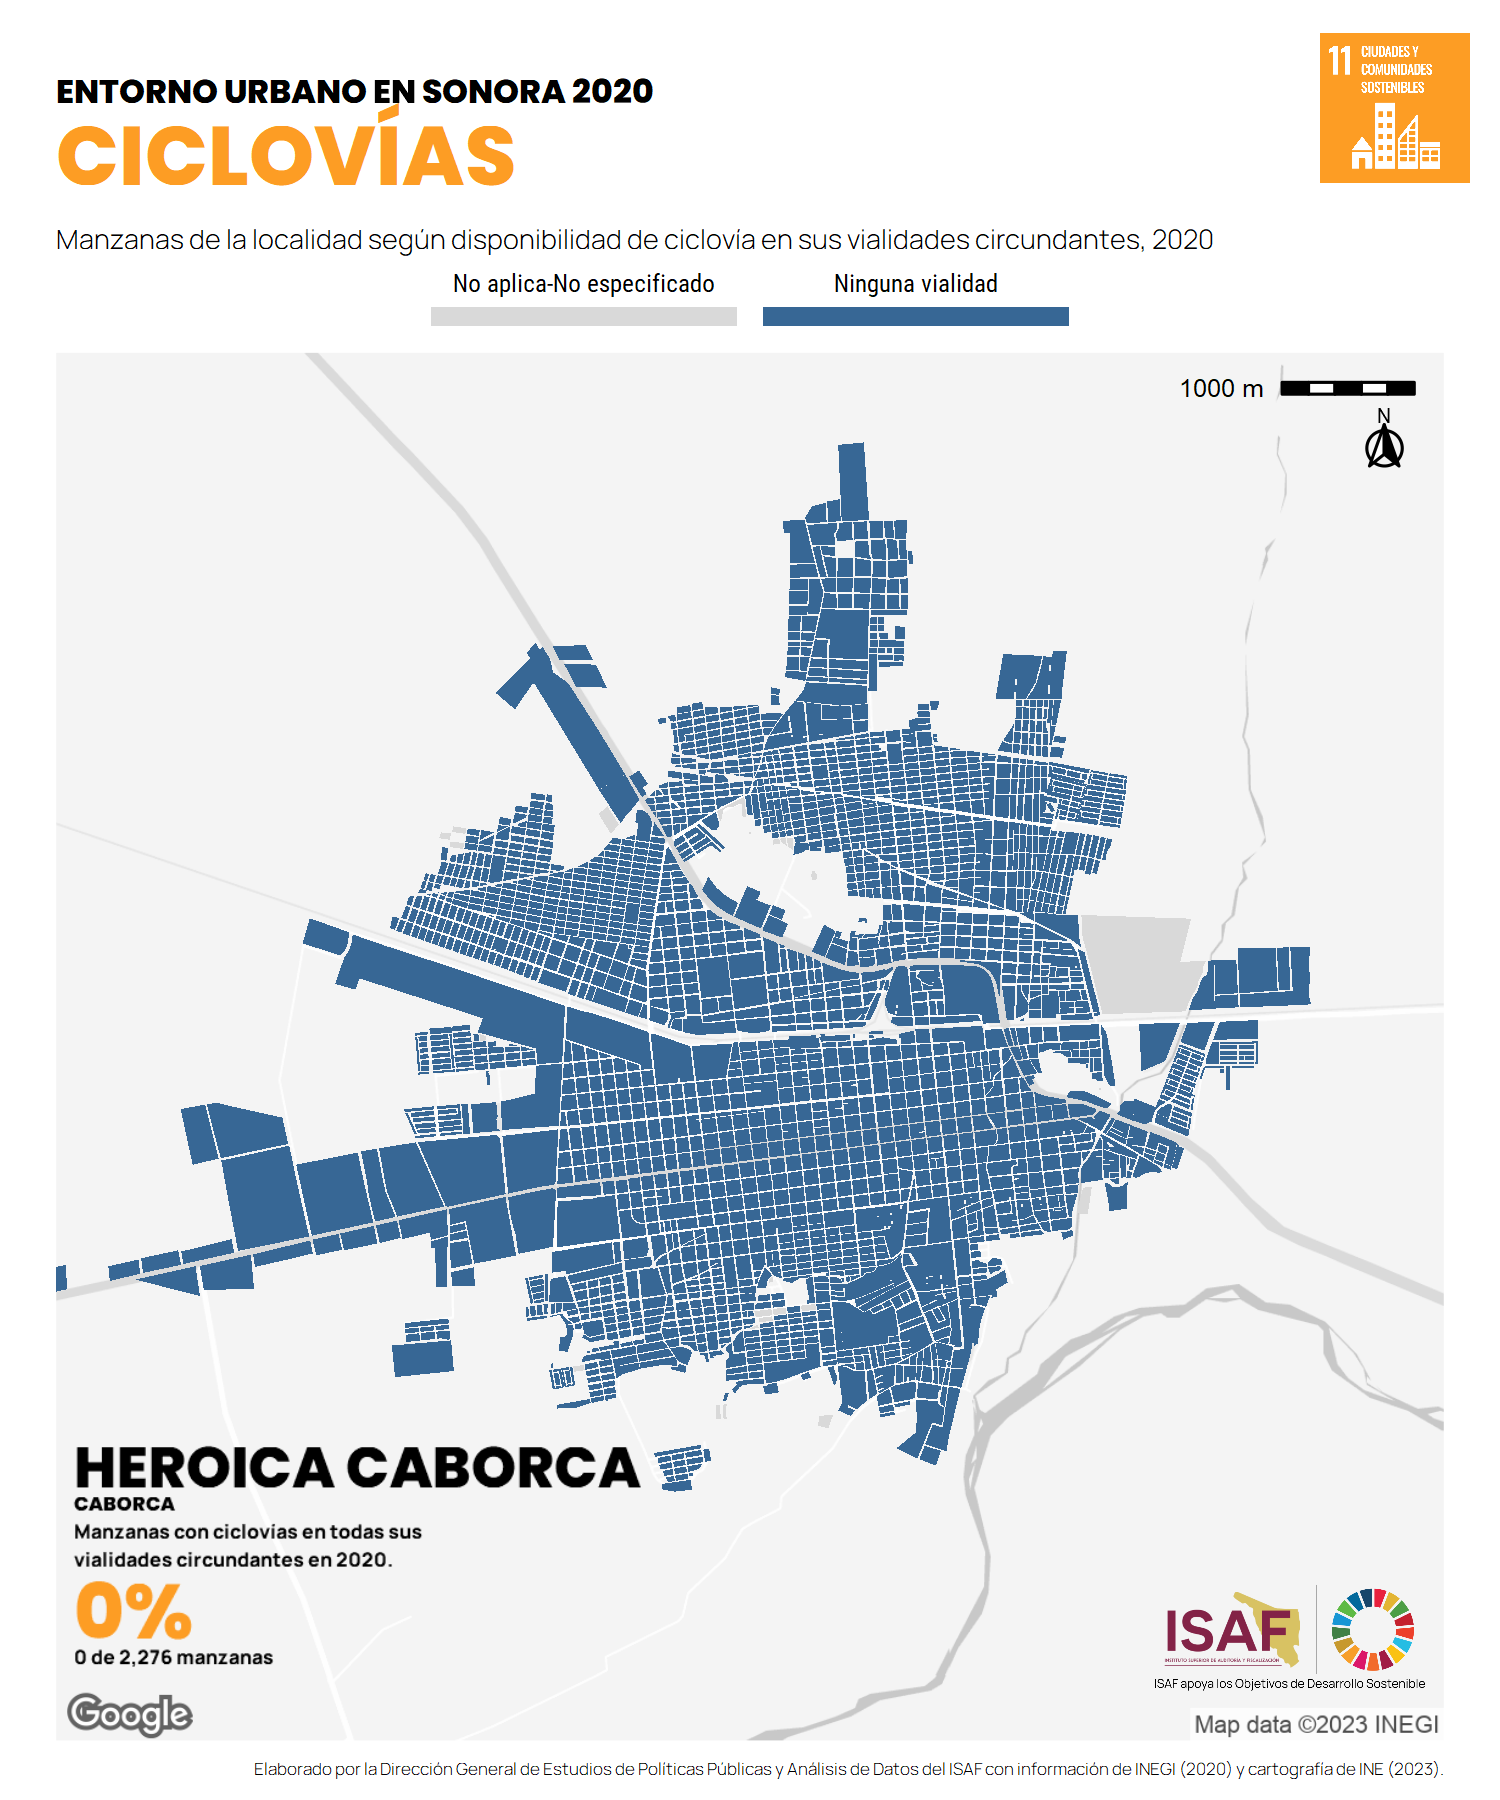 ENTORNO URBANO EN SONORA 2020
CICLOVÍAS
11 CIUDADES Y
COMUNIDADES
SOSTENIBLES
Manzanas de la localidad según disponibilidad de ciclovía en sus vialidades circundantes, 2020
No aplica-No especificado
Ninguna vialidad
1000 m
N
HEROICA CABORCA
CABORCA
Manzanas con ciclovias en todas sus
vialidades circundantes en 2020.
0%
0 de 2,276 manzanas
Google
ISAF
INSTITUTO SUPERIOR DE AUDITORÍA Y FISCALIZACIÓN
ISAF apoya los Objetivos de Desarrollo Sostenible
Map data ©2023 INEGI
Elaborado por la Dirección General de Estudios de Políticas Públicas y Análisis de Datos del ISAF con información de INEGI (2020) y cartografía de INE (2023).